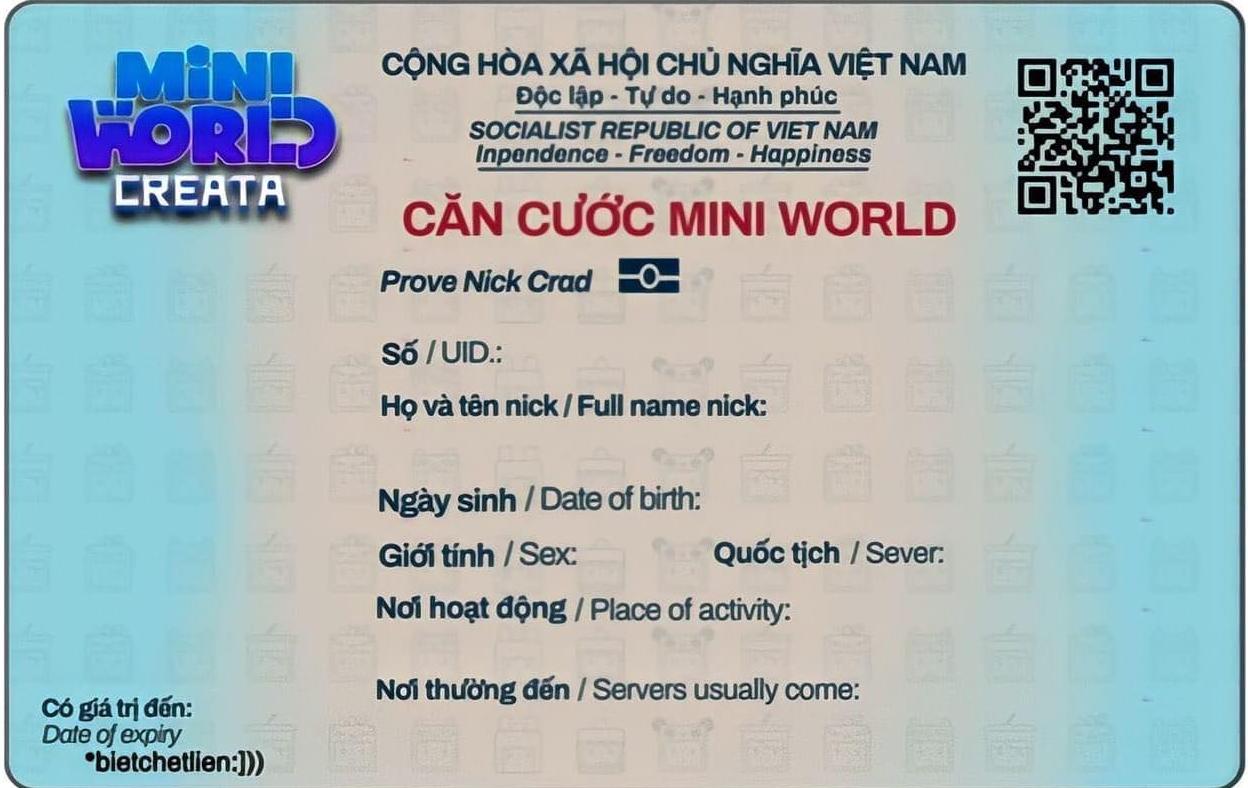 MiNi
WORLD
CREATA
CỘNG HÒA XÃ HỘI CHỦ NGHĨA VIỆT NAM
Độc lập - Tự do - Hạnh phúc
SOCIALIST REPUBLIC OF VIET NAM
Inpendence - Freedom - Happiness
CĂN CƯỚC MINI WORLD
Prove Nick Crad
Số / UID.:
Họ và tên nick / Full name nick:
Ngày sinh / Date of birth:
Giới tính / Sex:
Quốc tịch / Sever:
Nơi hoạt động / Place of activity:
Nơi thường đến / Servers usually come:
Có giá trị đến:
Date of expiry
*bietchetlien:]))